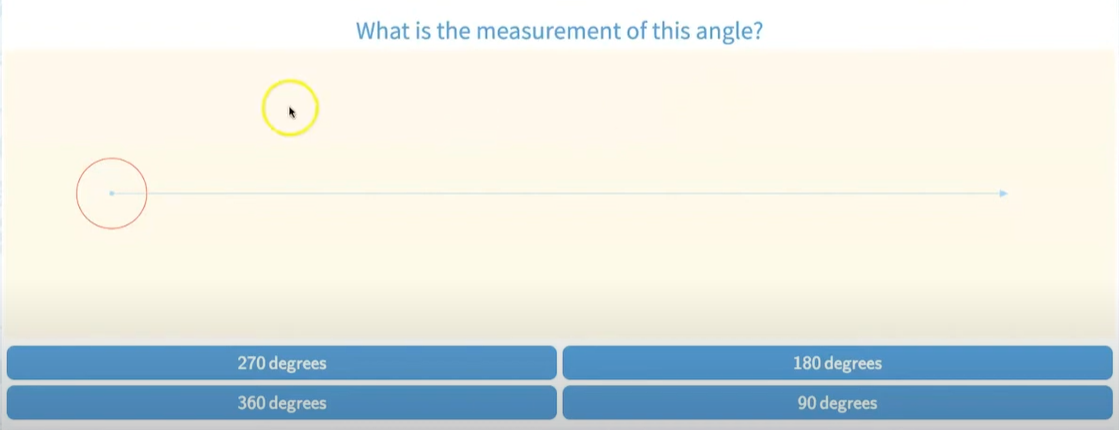 What is the measurement of this angle?
270 degrees
180 degrees
360 degrees
90 degrees